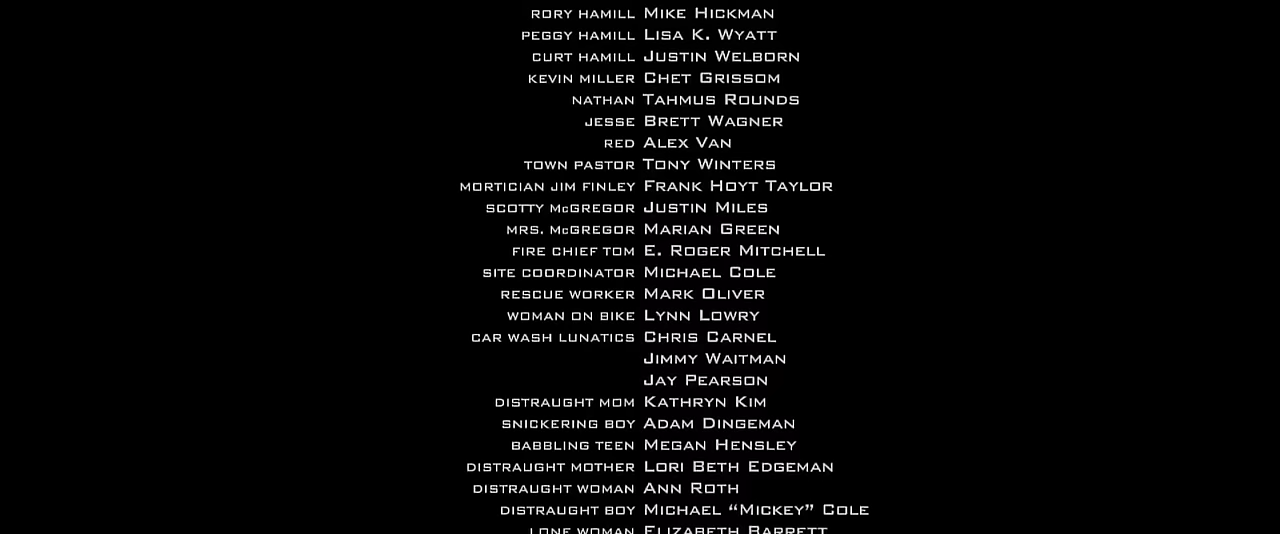 RORY HAMILL MIKE HICKMAN
PEGGY HAMILL LISA K. WYATT
CURT HAMILL JUSTIN WELBORN
KEVIN MILLER CHET GRISSOM
NATHAN TAHMUS ROUNDS
JESSE BRETT WAGNER
RED ALEX VAN
TOWN PASTOR TONY WINTERS
MORTICIAN JIM FINLEY FRANK HOYT TAYLOR
SCOTTY McGREGOR JUSTIN MILES
MRS. McGREGOR MARIAN GREEN
FIRE CHIEF TOM E. ROGER MITCHELL
SITE COORDINATOR MICHAEL COLE
RESCUE WORKER MARK OLIVER
WOMAN ON BIKE LYNN LOWRY
CAR WASH LUNATICS CHRIS CARNEL
JIMMY WAITMAN
JAY PEARSON
DISTRAUGHT MOM KATHRYN KIM
SNICKERING BOY ADAM DINGEMAN
BABBLING TEEN MEGAN HENSLEY
DISTRAUGHT MOTHER LORI BETH EDGEMAN
DISTRAUGHT WOMAN ANN ROTH
DISTRAUGHT BOY MICHAEL “MICKEY” COLE
LONE WOMAN ELIZABETH BARRETT